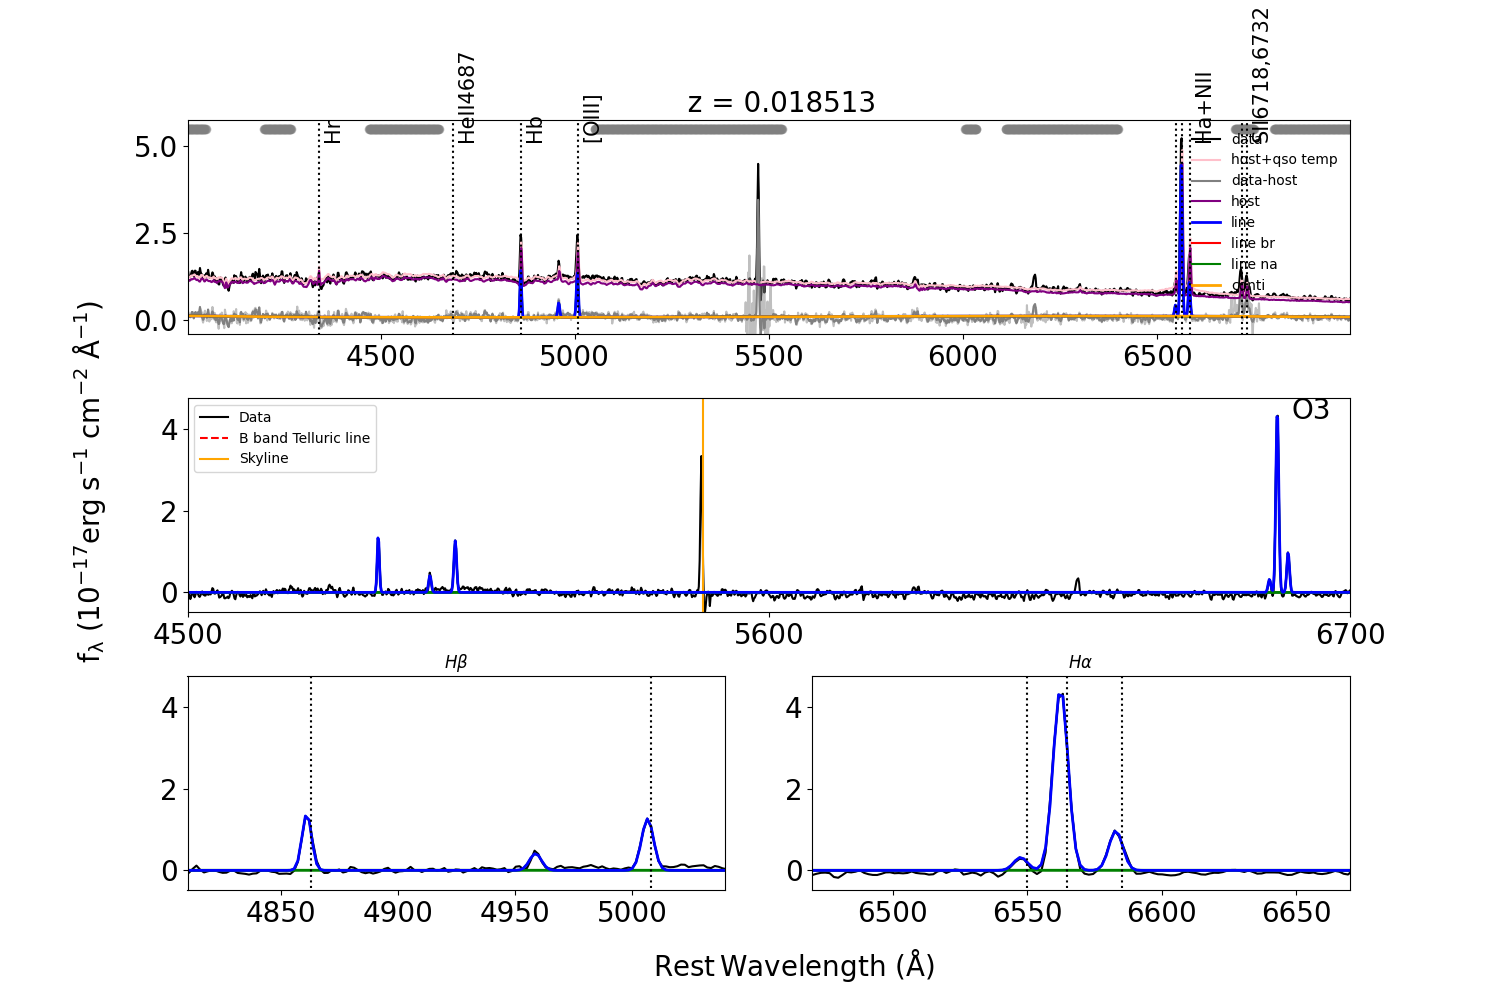 z = 0.018513
Hr
HeII4687
Hb
[OIII]
Ha+NII
SII6718,6732
5.0
2.5
0.0
data
host+qso temp
data-host
host
line
line br
line na
conti
4500
5000
5500
6000
6500
fλ (10−17erg s−1 cm−2 Å−1)
4
2
0
Data
B band Telluric line
Skyline
O3
4500
5600
6700
Hβ
4
2
0
4850
4900
4950
5000
Hα
4
2
0
6500
6550
6600
6650
Rest Wavelength (Å)